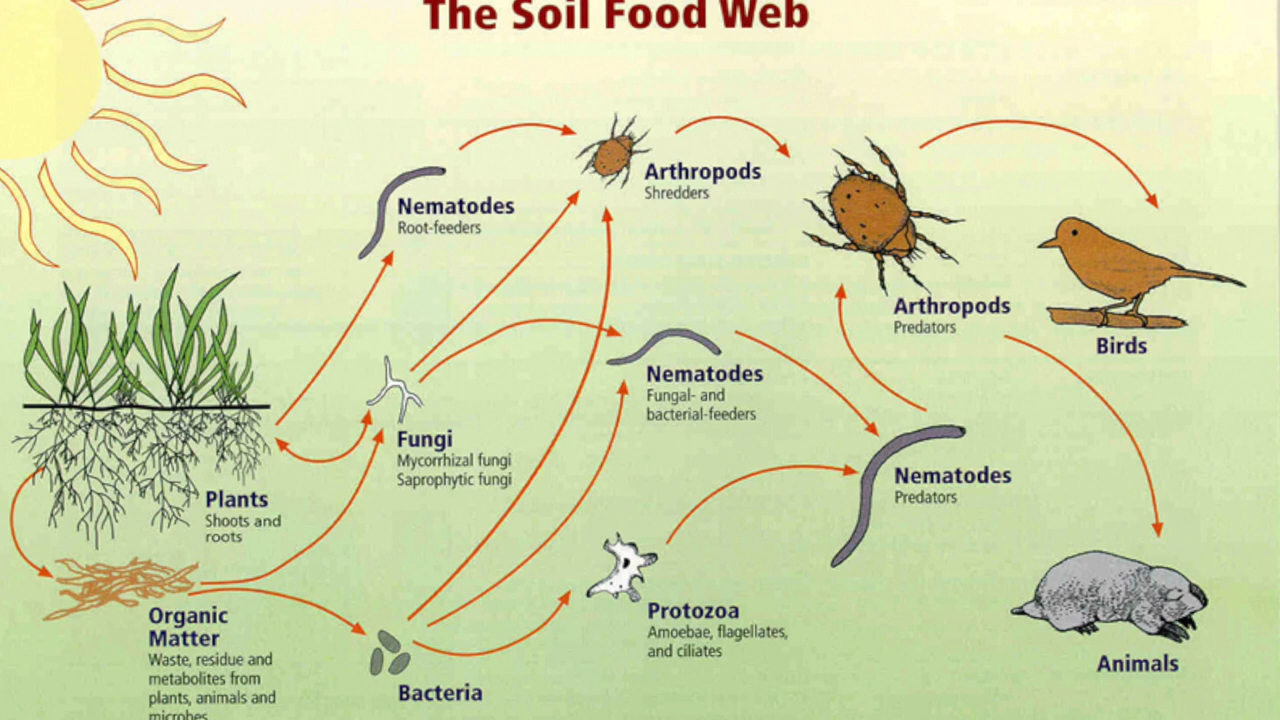 The Soil Food Web
Arthropods
Shredders
Nematodes
Root-feeders
Arthropods
Predators
Birds
Nematodes
Fungal- and
bacterial-feeders
Fungi
Mycorrhizal fungi
Saprophytic fungi
Nematodes
Predators
Plants
Shoots and
roots
Organic
Matter
Waste, residue and
metabolites from
plants, animals and
microbes
Protozoa
Amoebae, flagellates,
and ciliates
Animals
Bacteria